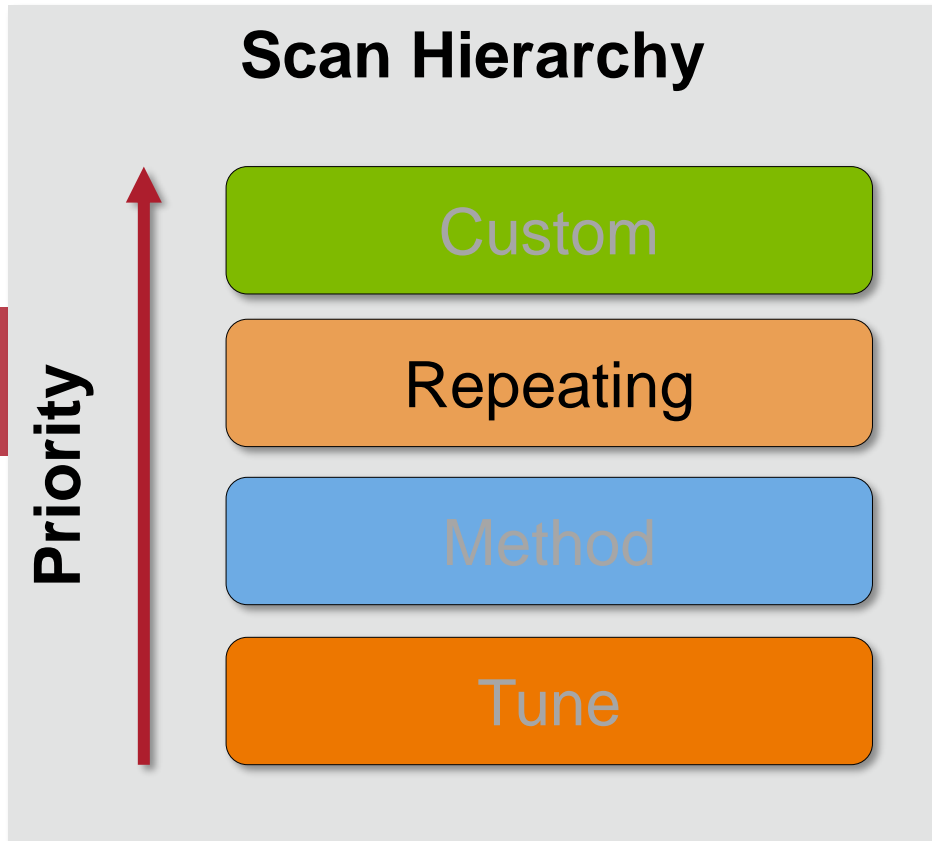 Scan Hierarchy
Priority
Custom
Repeating
Method
Tune